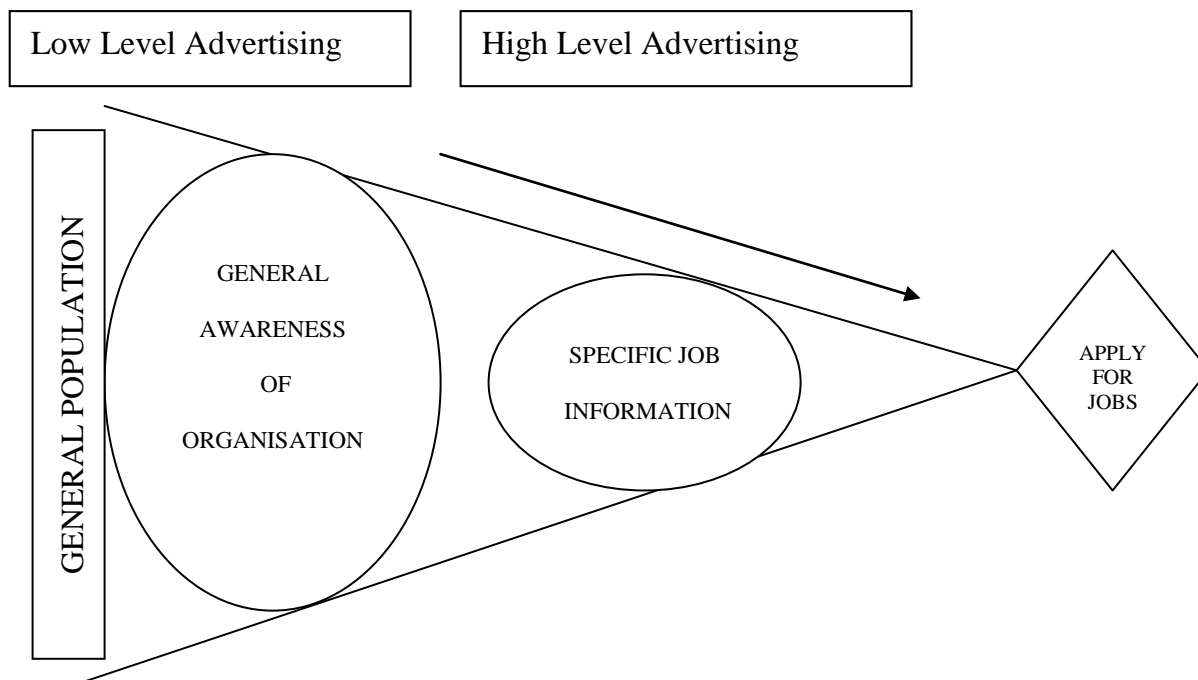 Low Level Advertising
High Level Advertising
GENERAL POPULATION
GENERAL
AWARENESS
OF
ORGANISATION
SPECIFIC JOB
INFORMATION
APPLY
FOR
JOBS